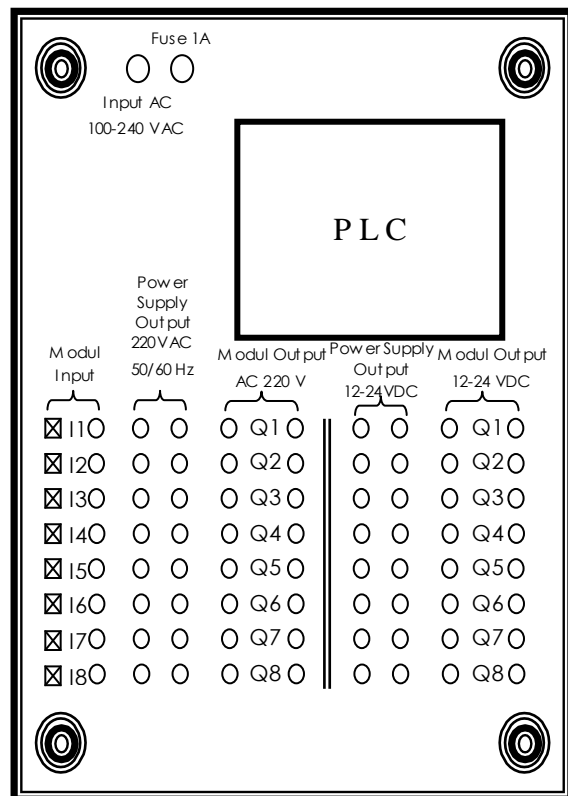 Fuse 1A
Input AC
100-240 VAC
PLC
Power
Supply
Output
220VAC
50/60 Hz
Modul
Input
Modul Output
AC 220 V
Power Supply
Output
12-24VDC
Modul Output
12-24 VDC
I1 Q1 Q1
I2 Q2 Q2
I3 Q3 Q3
I4 Q4 Q4
I5 Q5 Q5
I6 Q6 Q6
I7 Q7 Q7
I8 Q8 Q8